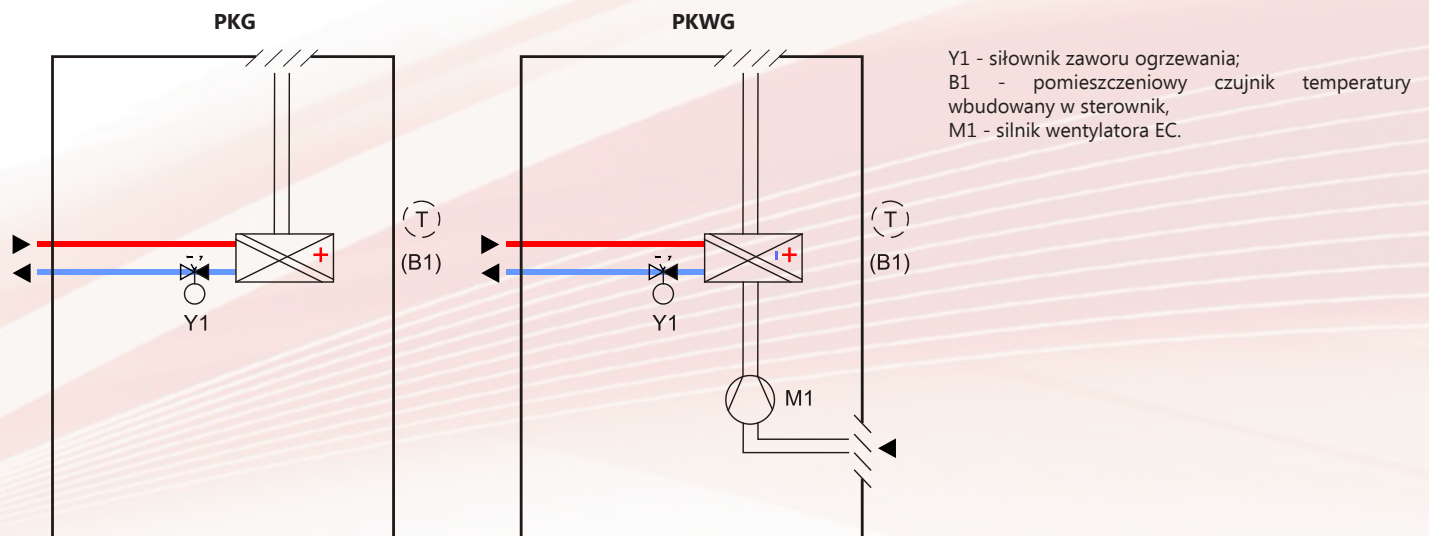 PKG
PKWG
Y1 - siłownik zaworu ogrzewania;
B1 - pomieszczeniowy czujnik temperatury
wbudowany w sterownik,
M1 - silnik wentylatora EC.
T
(B1)
Y1
T
(B1)
Y1
M1